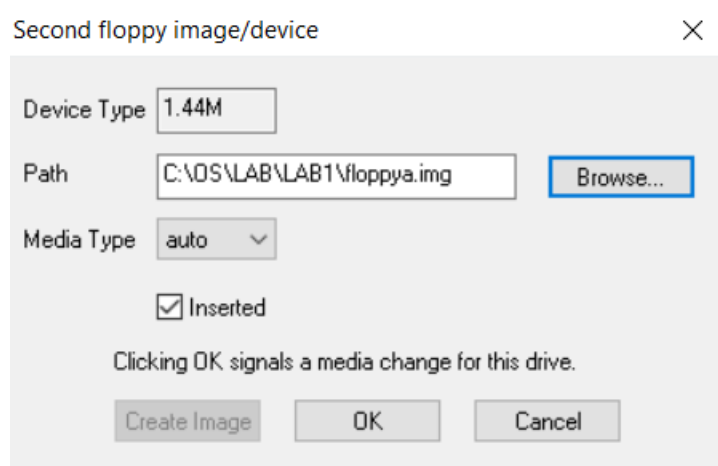 Second floppy image/device
Device Type 1.44M
Path C:\OS\LAB\LAB1\floppya.img Browse...
Media Type auto
Inserted
Clicking OK signals a media change for this drive.
Create Image OK Cancel